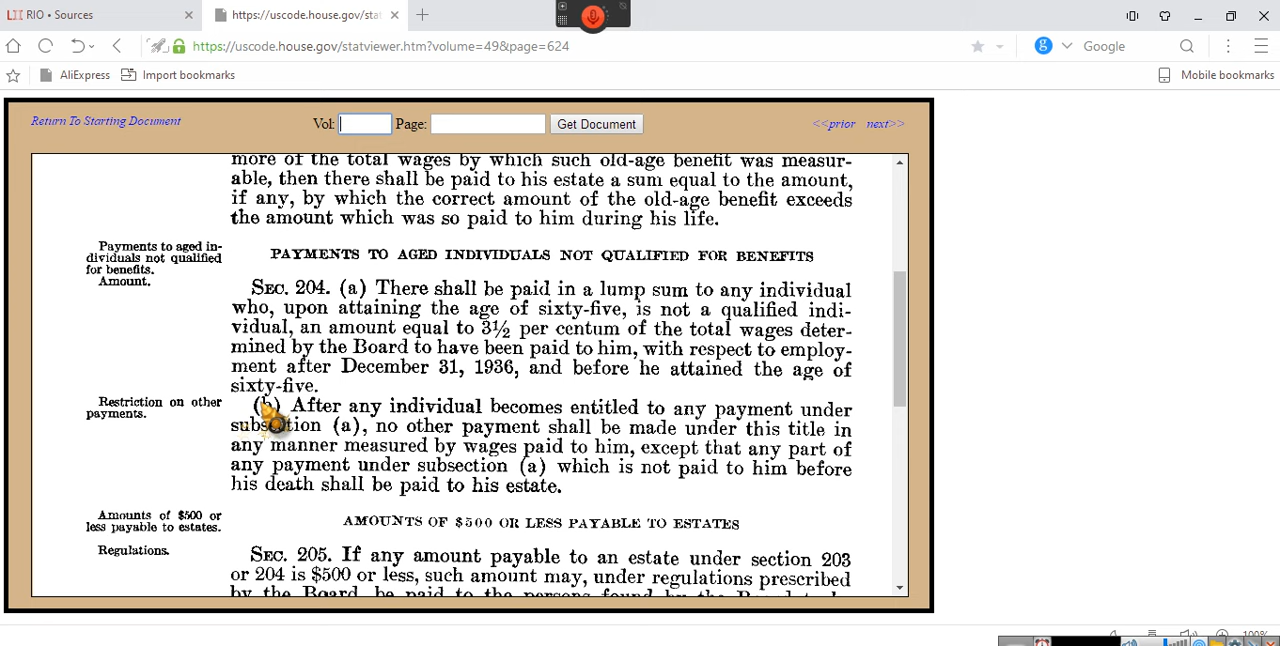 RIO • Sources
https://uscode.house.gov/stat
https://uscode.house.gov/statviewer.htm?volume=49&page=624
Google
AliExpress
Import bookmarks
Mobile bookmarks
Return To Starting Document
Vol:
Page:
Get Document
<<prior next>>
more of the total wages by which such old-age benefit was measur-
able, then there shall be paid to his estate a sum equal to the amount,
if any, by which the correct amount of the old-age benefit exceeds
the amount which was so paid to him during his life.
Payments to aged in-
dividuals not qualified
for benefits.
Amount.
PAYMENTS TO AGED INDIVIDUALS NOT QUALIFIED FOR BENEFITS
SEC. 204. (a) There shall be paid in a lump sum to any individual
who, upon attaining the age of sixty-five, is not a qualified indi-
vidual, an amount equal to 3½ per centum of the total wages deter-
mined by the Board to have been paid to him, with respect to employ-
ment after December 31, 1936, and before he attained the age of
sixty-five.
Restriction on other
payments.
(b) After any individual becomes entitled to any payment under
subsection (a), no other payment shall be made under this title in
any manner measured by wages paid to him, except that any part of
any payment under subsection (a) which is not paid to him before
his death shall be paid to his estate.
Amounts of $500 or
less payable to estates.
Regulations.
AMOUNTS OF $500 OR LESS PAYABLE TO ESTATES
SEC. 205. If any amount payable to an estate under section 203
or 204 is $500 or less, such amount may, under regulations prescribed
by the Board, be paid to the persons found by the Board
100%